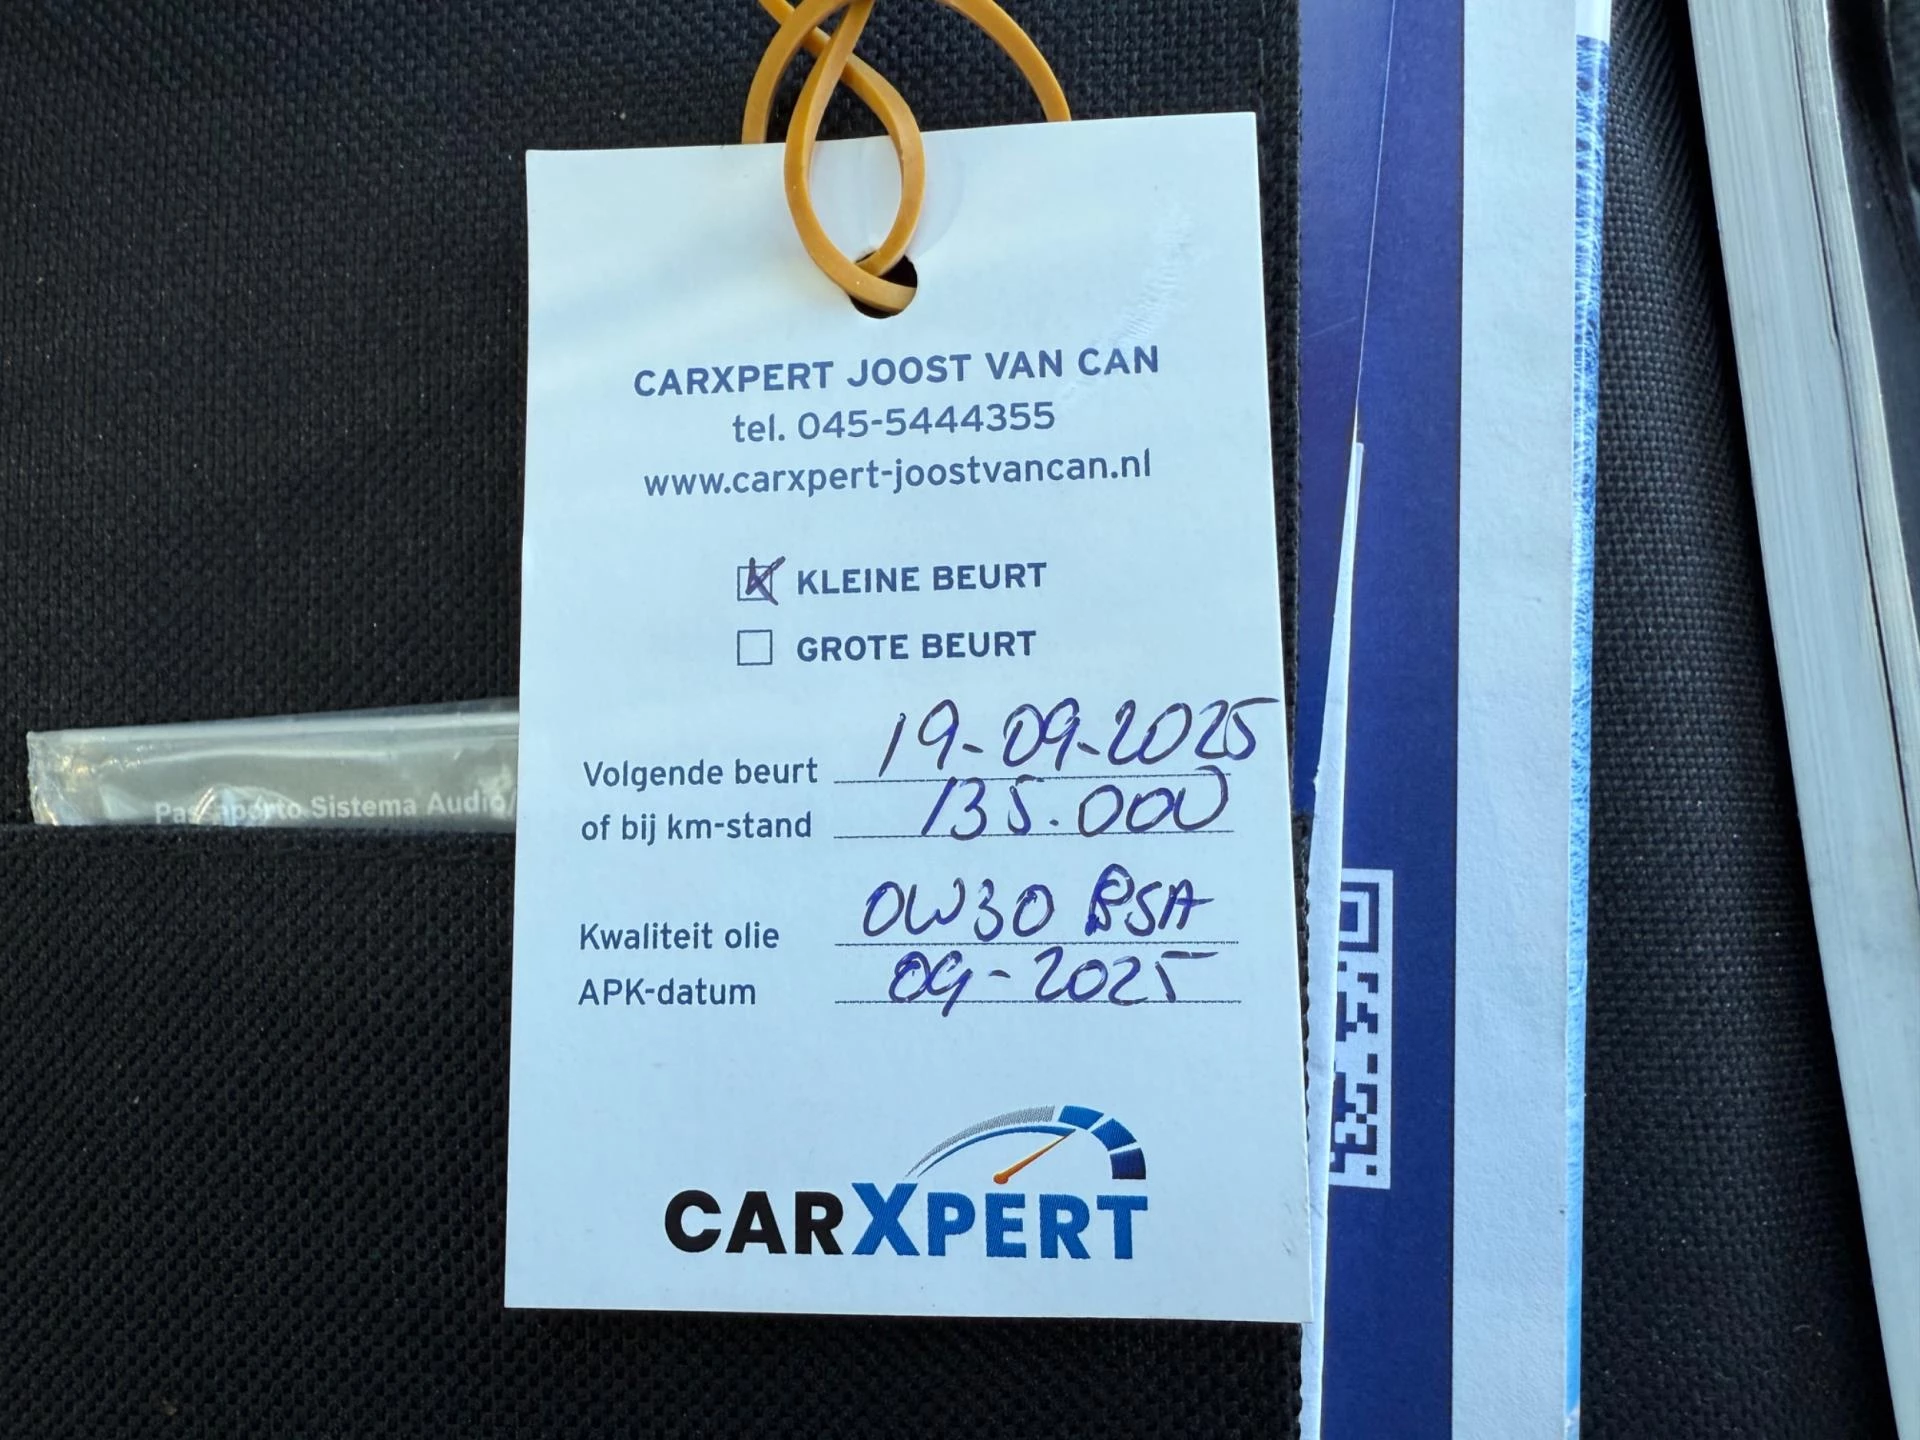 CARXPERT JOOST VAN CAN
tel. 045-5444355
www.carxpert-joostvancan.nl
KLEINE BEURT
GROTE BEURT
Volgende beurt 19-09-2025
of bij km-stand 135.000
Kwaliteit olie 0W30 PSA
APK-datum 09-2025
CARXPERT
Passaporto Sistema Audio/